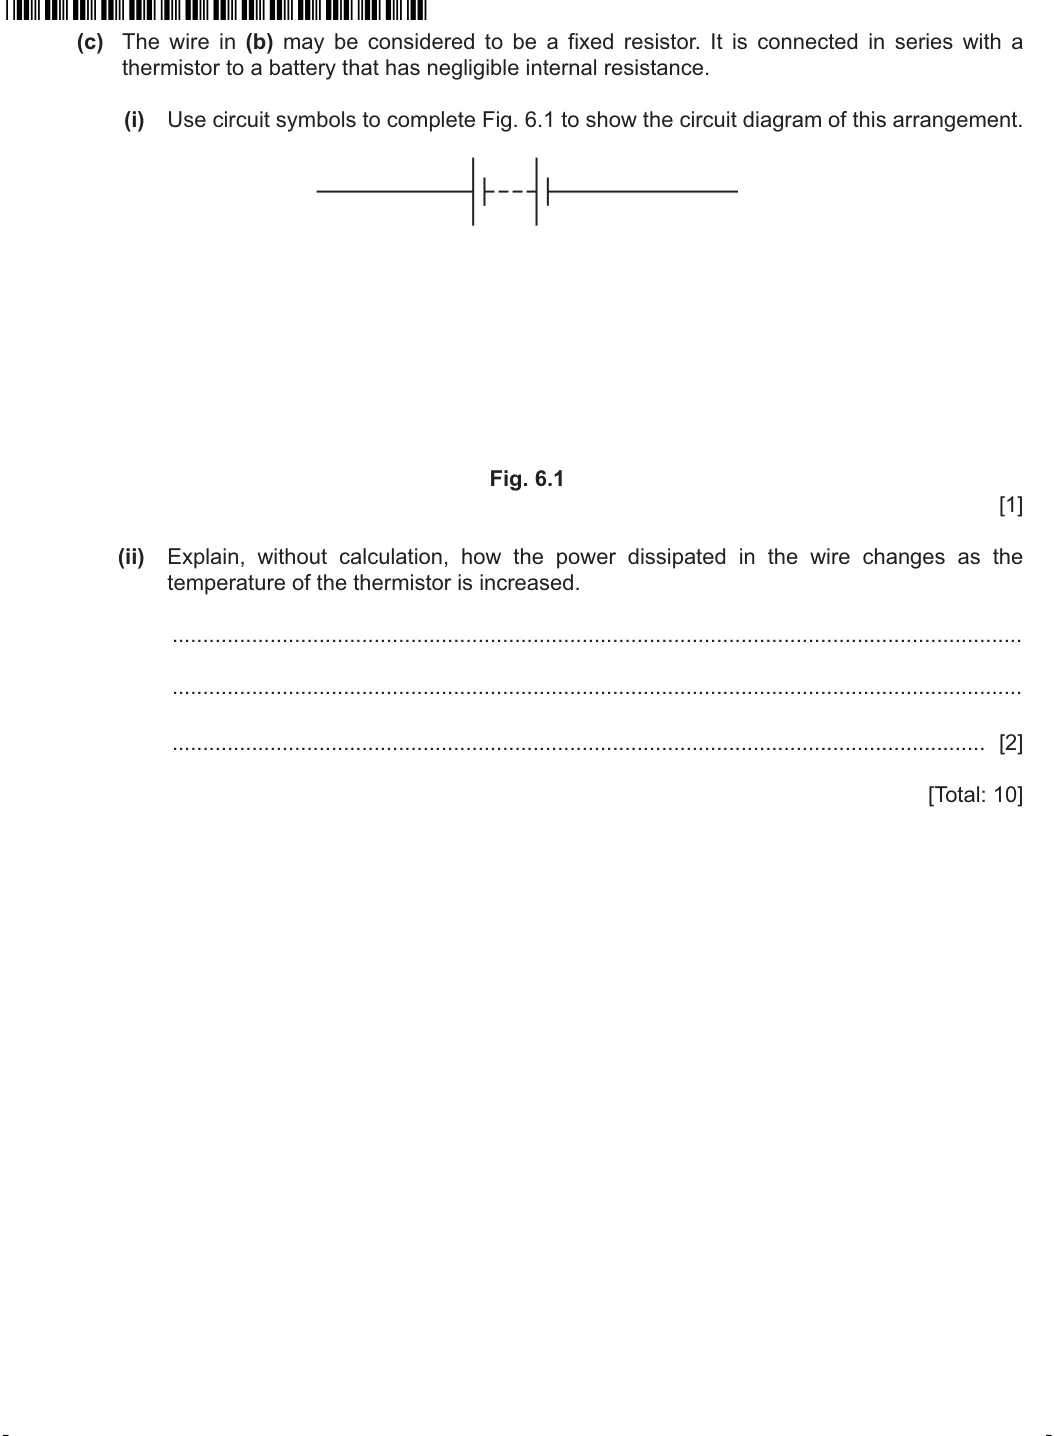 (c) The wire in (b) may be considered to be a fixed resistor. It is connected in series with a
thermistor to a battery that has negligible internal resistance.
(i) Use circuit symbols to complete Fig. 6.1 to show the circuit diagram of this arrangement.
Fig. 6.1
[1]
(ii) Explain, without calculation, how the power dissipated in the wire changes as the
temperature of the thermistor is increased.
..........................................................................................................................................
..........................................................................................................................................
.................................................................................................................................... [2]
[Total: 10]